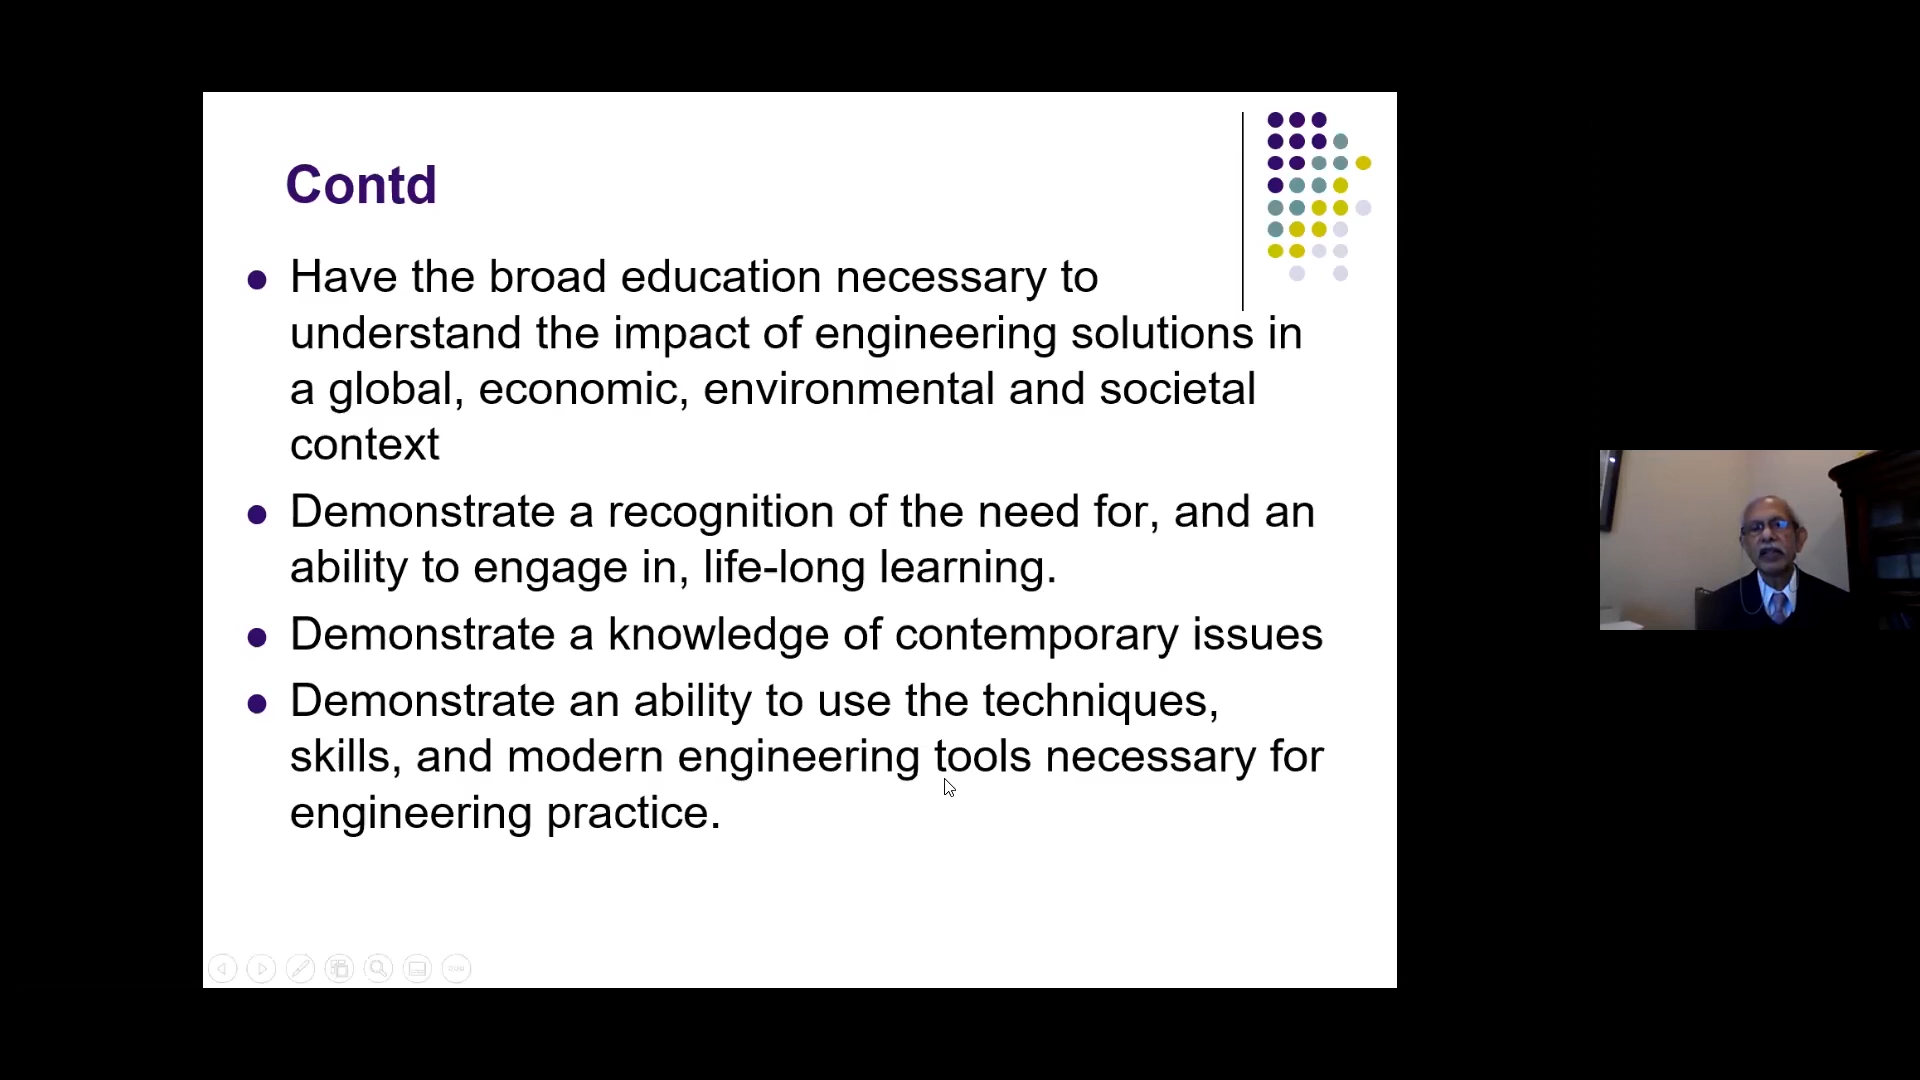 Contd
Have the broad education necessary to
understand the impact of engineering solutions in
a global, economic, environmental and societal
context
Demonstrate a recognition of the need for, and an
ability to engage in, life-long learning.
Demonstrate a knowledge of contemporary issues
Demonstrate an ability to use the techniques,
skills, and modern engineering tools necessary for
engineering practice.